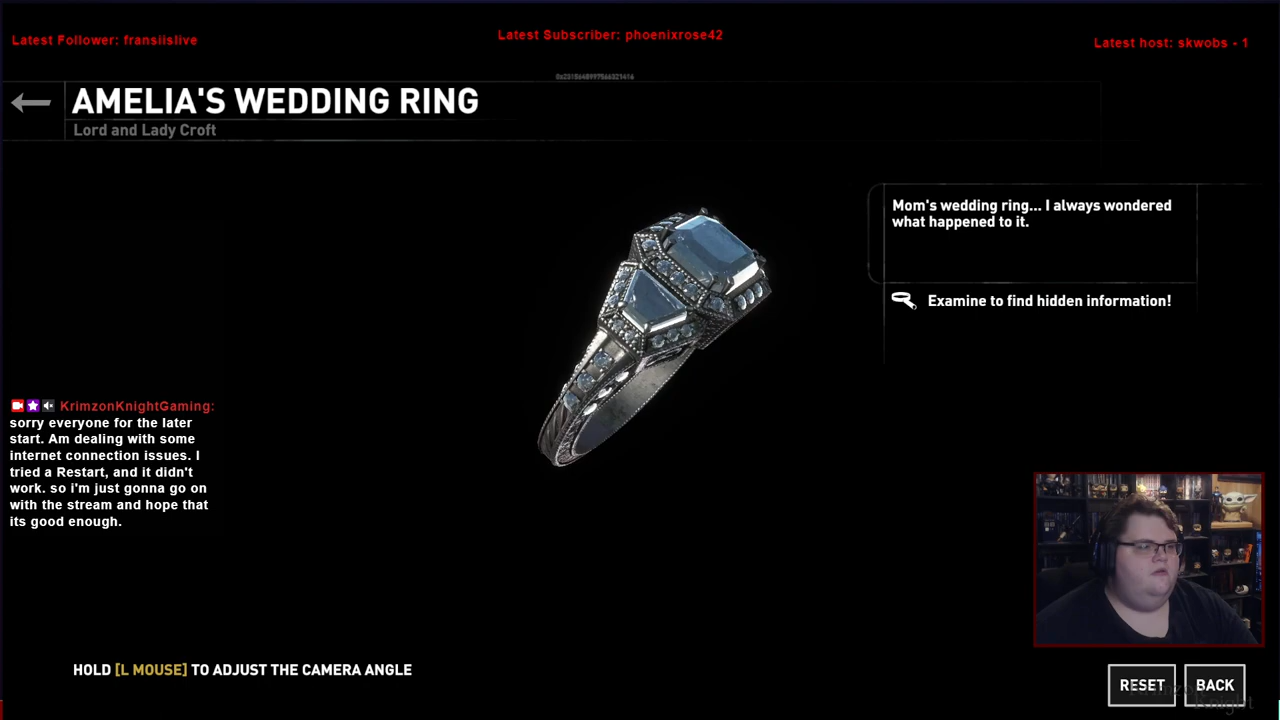 Latest Follower: fransiislive
Latest Subscriber: phoenixrose42
Latest host: skwobs - 1
AMELIA'S WEDDING RING
Lord and Lady Croft
Mom's wedding ring... I always wondered
what happened to it.
Examine to find hidden information!
KrimzonKnightGaming:
sorry everyone for the later
start. Am dealing with some
internet connection issues. I
tried a Restart, and it didn't
work. so i'm just gonna go on
with the stream and hope that
its good enough.
HOLD [L MOUSE] TO ADJUST THE CAMERA ANGLE
RESET
BACK
Knight